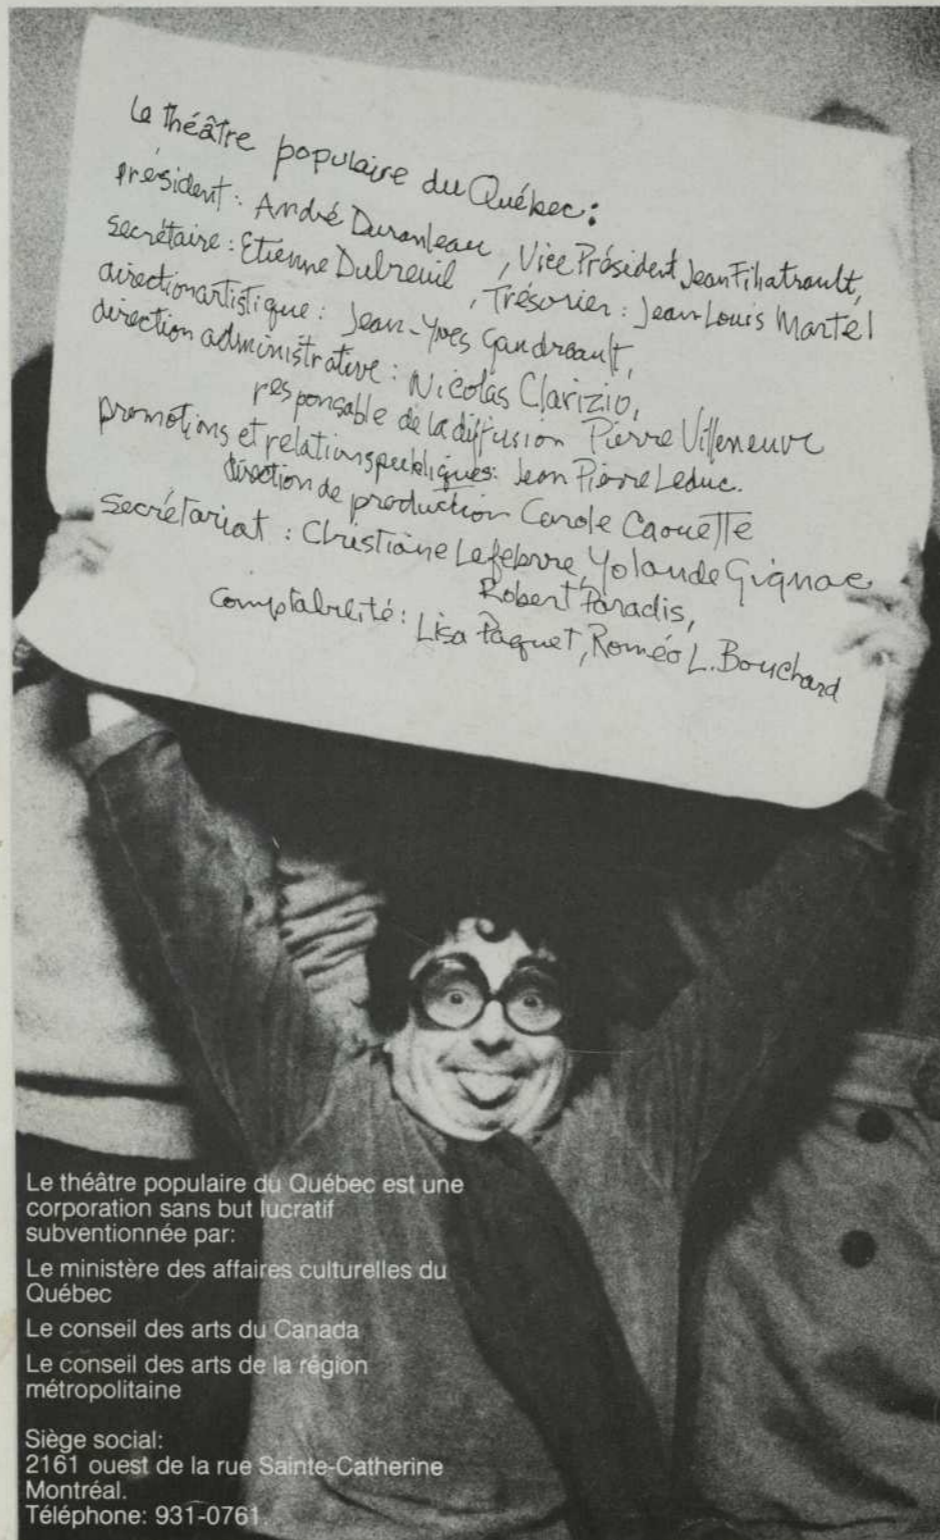 Le théâtre populaire du Québec :
président : André Duranleau, Vice Président Jean Filiatrault,
Secrétaire : Etienne Dubreuil, Trésorier : Jean Louis Martel
direction artistique : Jean-Yves Gaudreault,
direction administrative : Nicolas Clarizio,
responsable de la diffusion Pierre Villeneuve
promotions et relations publiques : Jean Pierre Leduc.
direction de production Carole Caouette
Secrétariat : Christiane Lefebvre, Yolande Gignac
Robert Paradis,
Comptabilité : Lisa Paquet, Roméo L. Bouchard
Le théâtre populaire du Québec est une
corporation sans but lucratif
subventionnée par:
Le ministère des affaires culturelles du
Québec
Le conseil des arts du Canada
Le conseil des arts de la région
métropolitaine
Siège social:
2161 ouest de la rue Sainte-Catherine
Montréal.
Téléphone: 931-0761.